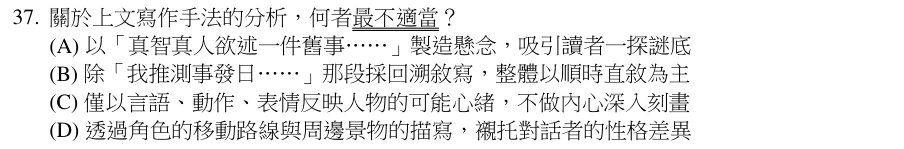 37. 關於上文寫作手法的分析，何者最不適當？
(A) 以「真智真人欲述一件舊事……」製造懸念，吸引讀者一探謎底
(B) 除「我推測事發日……」那段採回溯敘寫，整體以順時直敘為主
(C) 僅以言語、動作、表情反映人物的可能心緒，不做內心深入刻畫
(D) 透過角色的移動路線與周邊景物的描寫，襯托對話者的性格差異